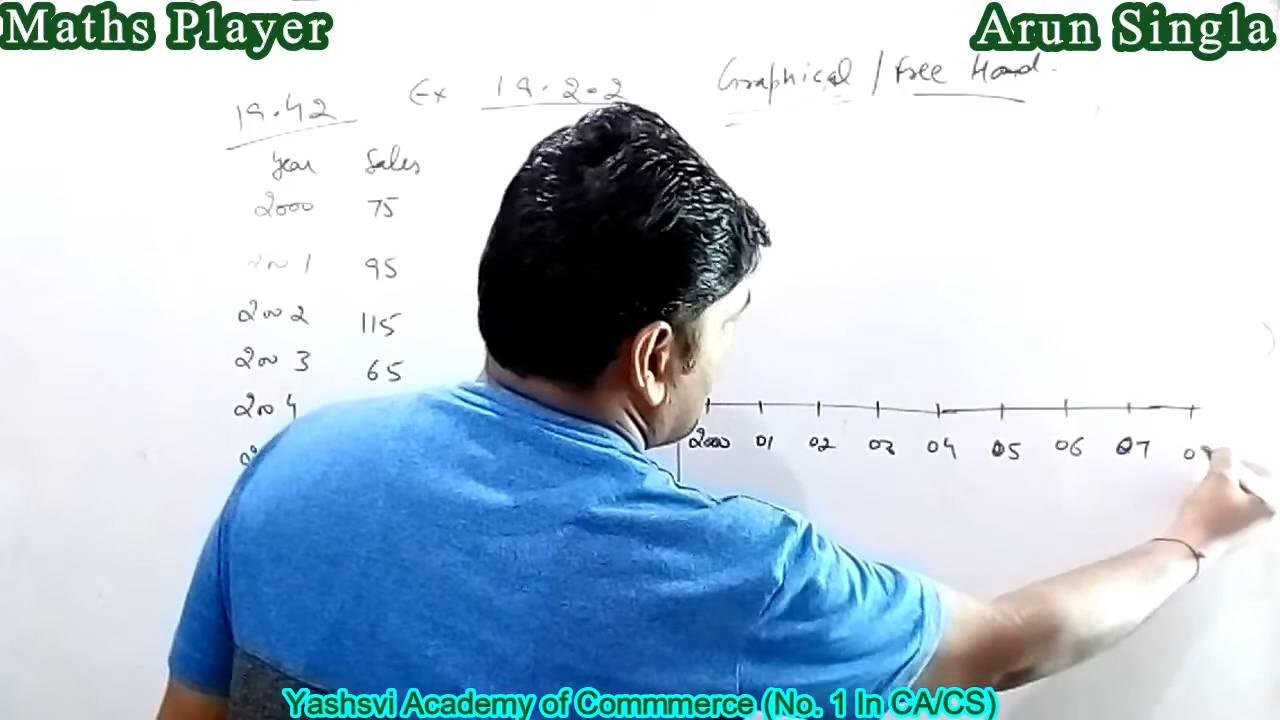 Maths Player
Arun Singla
19.42 Ex 19.2.2 Graphical / Free Hand.
Year Sales
2000 75
2001 95
2002 115
2003 65
2004
2000 01 02 03 04 05 06 07
Yashsvi Academy of Commmerce (No. 1 In CA/CS)